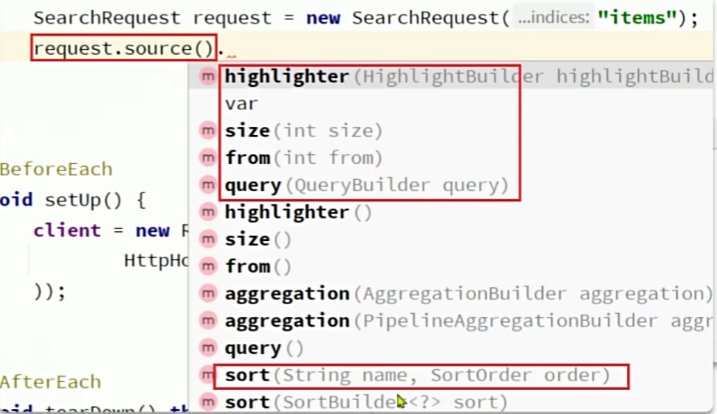 SearchRequest request = new SearchRequest( ...indices: "items");
request.source().
m highlighter(HighlightBuilder highlightBuild
var
m size(int size)
m from(int from)
BeforeEach
m query(QueryBuilder query)
oid setUp() {
m highlighter()
client = new R
m size()
HttpHo
m from()
));
m aggregation(AggregationBuilder aggregation)
m aggregation(PipelineAggregationBuilder aggr
m query()
AfterEach
m sort(String name, SortOrder order)
oid tearDown() th
m sort(SortBuilder<?> sort)